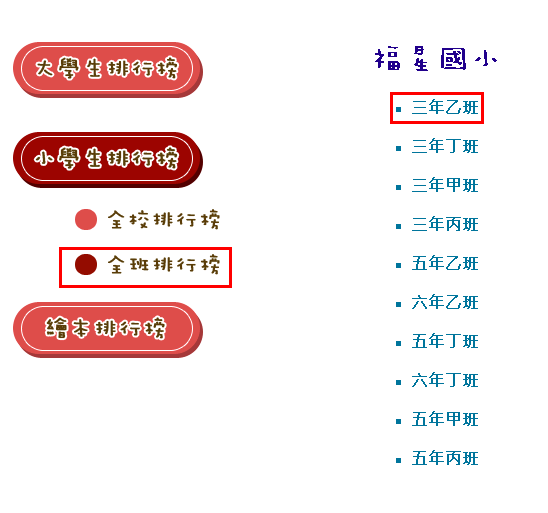 大學生排行榜
小學生排行榜
全校排行榜
全班排行榜
繪本排行榜
福星國小
三年乙班
三年丁班
三年甲班
三年丙班
五年乙班
六年乙班
五年丁班
六年丁班
五年甲班
五年丙班